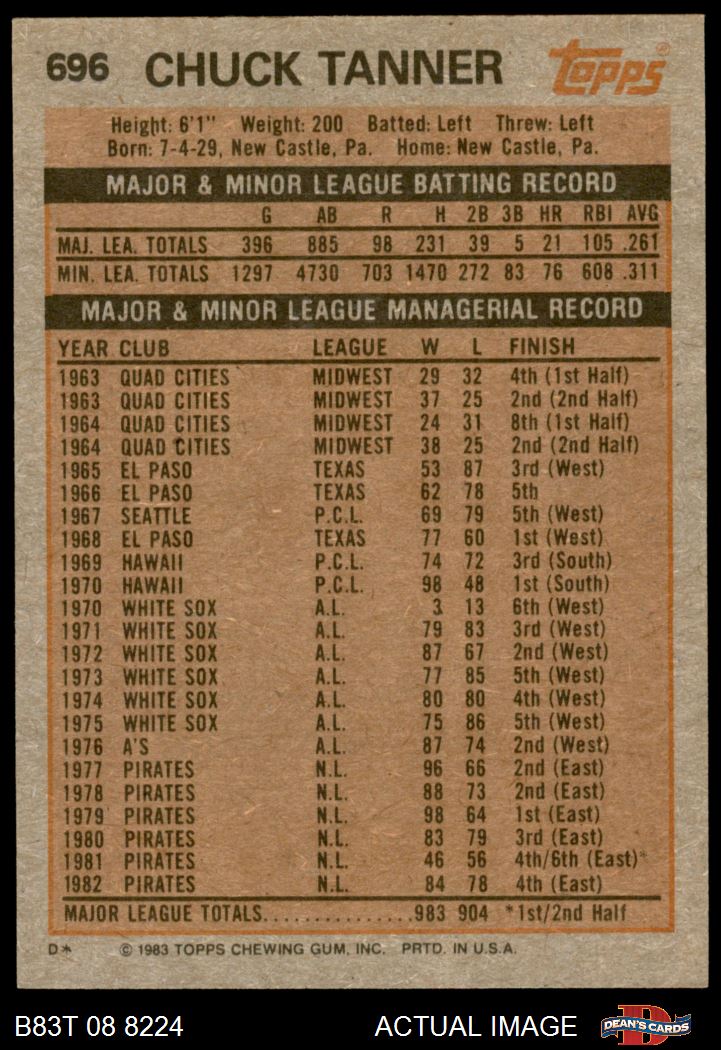 696 CHUCK TANNER Topps®
Height: 6'1" Weight: 200 Batted: Left Threw: Left
Born: 7-4-29, New Castle, Pa. Home: New Castle, Pa.
MAJOR & MINOR LEAGUE BATTING RECORD
G AB R H 2B 3B HR RBI AVG
MAJ. LEA. TOTALS 396 885 98 231 39 5 21 105 .261
MIN. LEA. TOTALS 1297 4730 703 1470 272 83 76 608 .311
MAJOR & MINOR LEAGUE MANAGERIAL RECORD
YEAR CLUB LEAGUE W L FINISH
1963 QUAD CITIES MIDWEST 29 32 4th (1st Half)
1963 QUAD CITIES MIDWEST 37 25 2nd (2nd Half)
1964 QUAD CITIES MIDWEST 24 31 8th (1st Half)
1964 QUAD CITIES MIDWEST 38 25 2nd (2nd Half)
1965 EL PASO TEXAS 53 87 3rd (West)
1966 EL PASO TEXAS 62 78 5th
1967 SEATTLE P.C.L. 69 79 5th (West)
1968 EL PASO TEXAS 77 60 1st (West)
1969 HAWAII P.C.L. 74 72 3rd (South)
1970 HAWAII P.C.L. 98 48 1st (South)
1970 WHITE SOX A.L. 3 13 6th (West)
1971 WHITE SOX A.L. 79 83 3rd (West)
1972 WHITE SOX A.L. 87 67 2nd (West)
1973 WHITE SOX A.L. 77 85 5th (West)
1974 WHITE SOX A.L. 80 80 4th (West)
1975 WHITE SOX A.L. 75 86 5th (West)
1976 A'S A.L. 87 74 2nd (West)
1977 PIRATES N.L. 96 66 2nd (East)
1978 PIRATES N.L. 88 73 2nd (East)
1979 PIRATES N.L. 98 64 1st (East)
1980 PIRATES N.L. 83 79 3rd (East)
1981 PIRATES N.L. 46 56 4th/6th (East)*
1982 PIRATES N.L. 84 78 4th (East)
MAJOR LEAGUE TOTALS...............983 904 *1st/2nd Half
D* © 1983 TOPPS CHEWING GUM, INC. PRTD. IN U.S.A.
B83T 08 8224 ACTUAL IMAGE DEAN'S CARDS